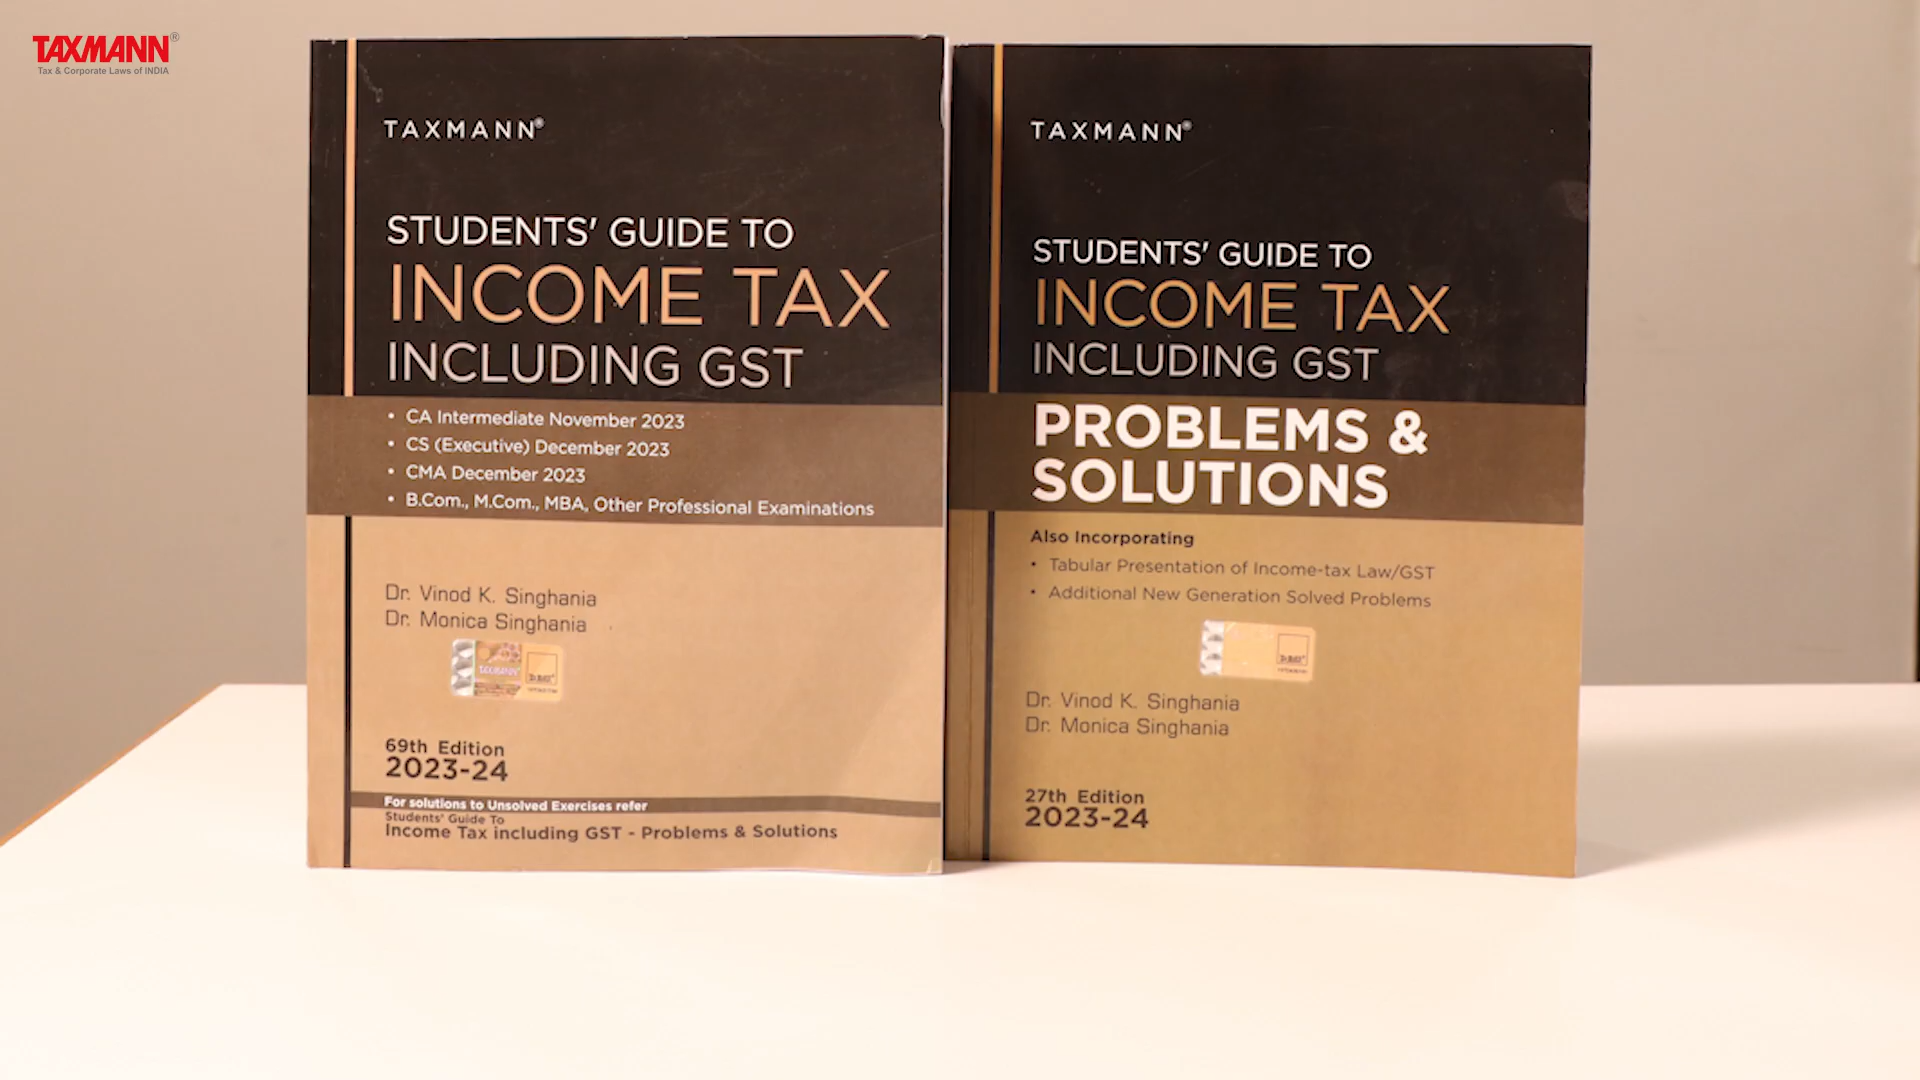 TAXMANN®
Tax & Corporate Laws of INDIA
TAXMANN®
STUDENTS' GUIDE TO
INCOME TAX
INCLUDING GST
• CA Intermediate November 2023
• CS (Executive) December 2023
• CMA December 2023
• B.Com., M.Com., MBA, Other Professional Examinations
Dr. Vinod K. Singhania
Dr. Monica Singhania
TAXMANN
69th Edition
2023-24
For solutions to Unsolved Exercises refer
Students' Guide To
Income Tax including GST - Problems & Solutions
TAXMANN®
STUDENTS' GUIDE TO
INCOME TAX
INCLUDING GST
PROBLEMS &
SOLUTIONS
Also Incorporating
• Tabular Presentation of Income-tax Law/GST
• Additional New Generation Solved Problems
Dr. Vinod K. Singhania
Dr. Monica Singhania
27th Edition
2023-24